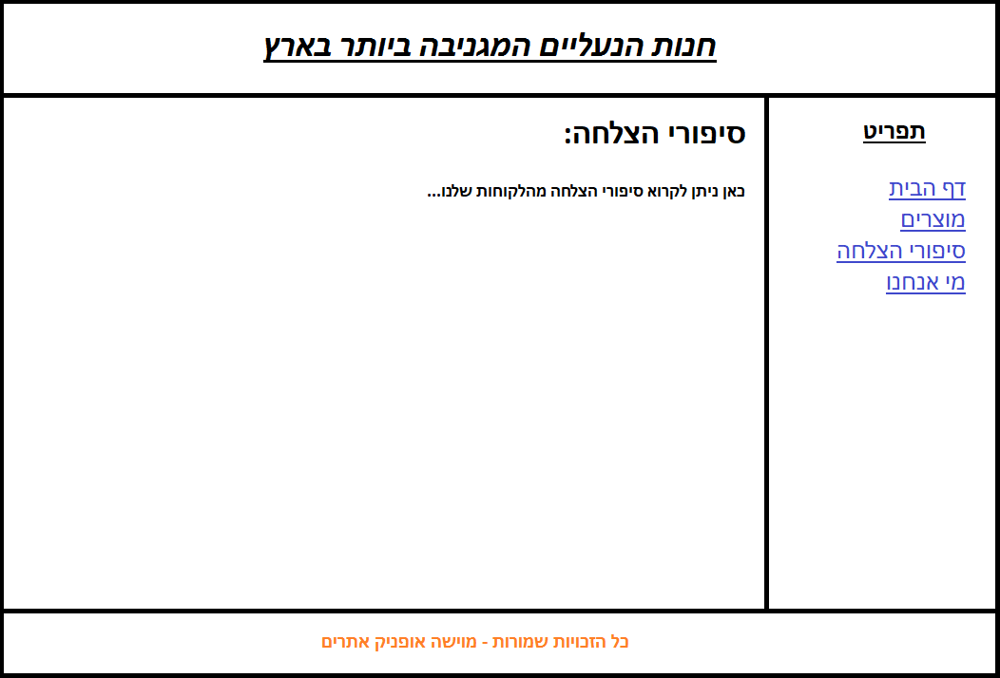 חנות הנעליים המגניבה ביותר בארץ
תפריט
דף הבית
מוצרים
סיפורי הצלחה
מי אנחנו
סיפורי הצלחה:
כאן ניתן לקרוא סיפורי הצלחה מהלקוחות שלנו...
כל הזכויות שמורות - מוישה אופניק אתרים